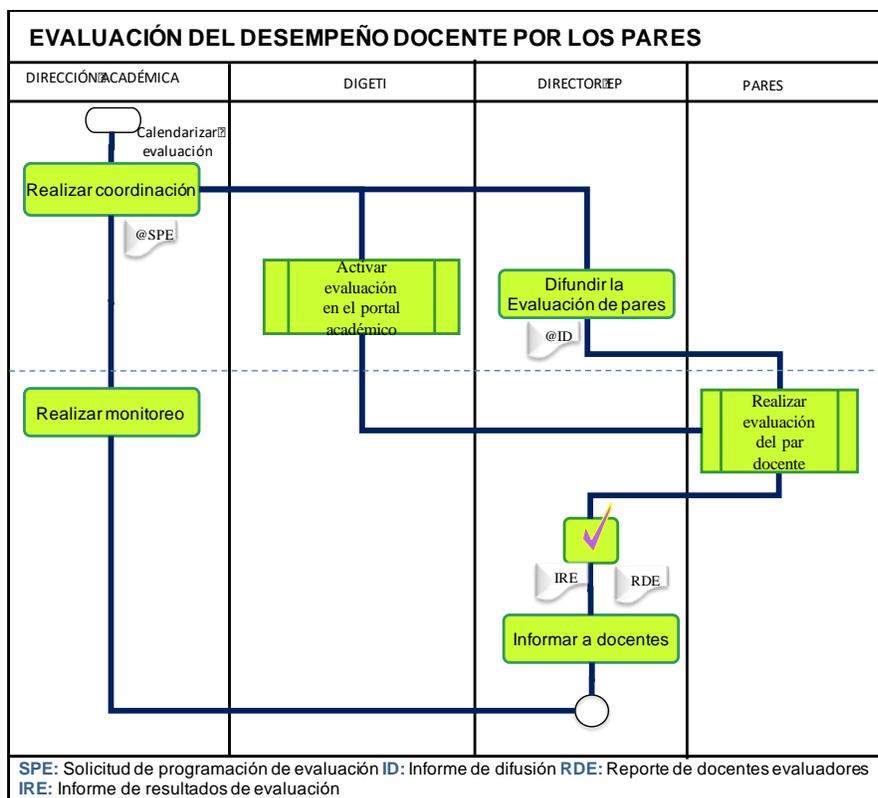 EVALUACIÓN DEL DESEMPEÑO DOCENTE POR LOS PARES
DIRECCIÓN ACADÉMICA
DIGETI
DIRECTOR EP
PARES
Calendarizar
evaluación
Realizar coordinación
@SPE
Activar
evaluación
en el portal
académico
Difundir la
Evaluación de pares
@ID
Realizar monitoreo
Realizar
evaluación
del par
docente
IRE
RDE
Informar a docentes
SPE: Solicitud de programación de evaluación ID: Informe de difusión RDE: Reporte de docentes evaluadores
IRE: Informe de resultados de evaluación